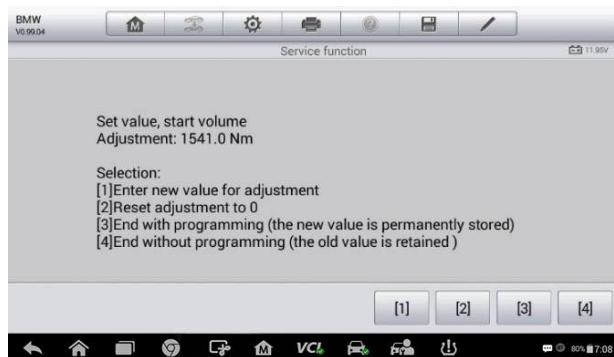 BMW
V0.99.04
Service function
11.95V
Set value, start volume
Adjustment: 1541.0 Nm
Selection:
[1]Enter new value for adjustment
[2]Reset adjustment to 0
[3]End with programming (the new value is permanently stored)
[4]End without programming (the old value is retained )
[1] [2] [3] [4]
M VCI 80% 7:08